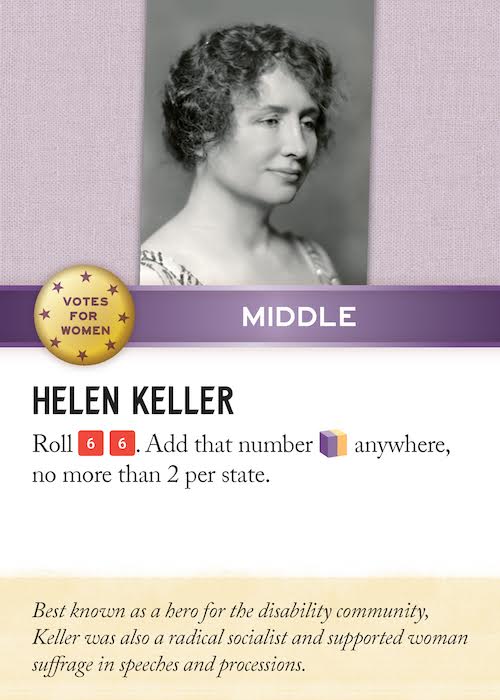 VOTES
FOR
WOMEN
MIDDLE
HELEN KELLER
Roll 6 6. Add that number anywhere,
no more than 2 per state.
Best known as a hero for the disability community,
Keller was also a radical socialist and supported woman
suffrage in speeches and processions.